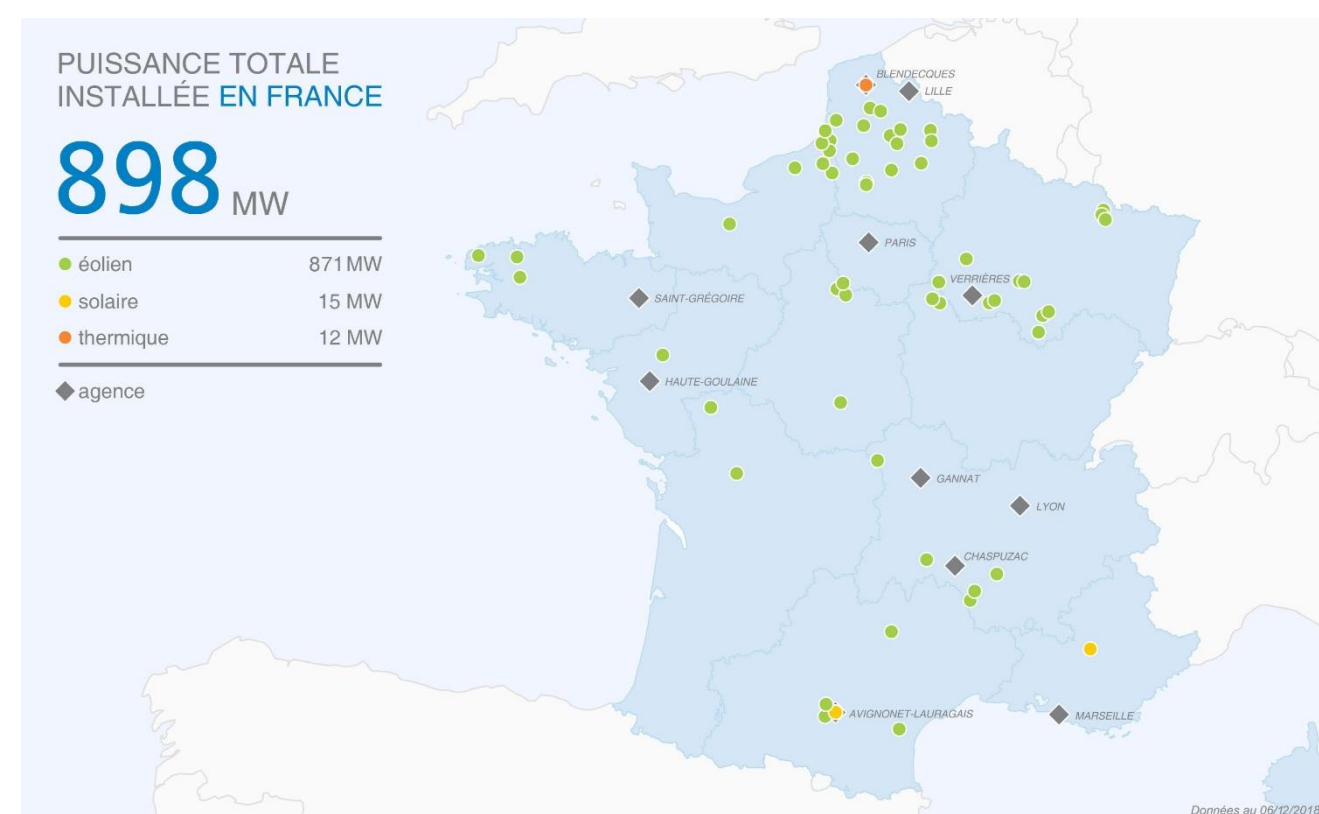 PUISSANCE TOTALE
INSTALLÉE EN FRANCE
898 MW
éolien 871 MW
solaire 15 MW
thermique 12 MW
agence
BLENDECQUES
LILLE
PARIS
VERRIÈRES
SAINT-GRÉGOIRE
HAUTE-GOULAINE
GANNAT
LYON
CHASPUZAC
AVIGNONET-LAURAGAIS
MARSEILLE
Données au 06/12/2018